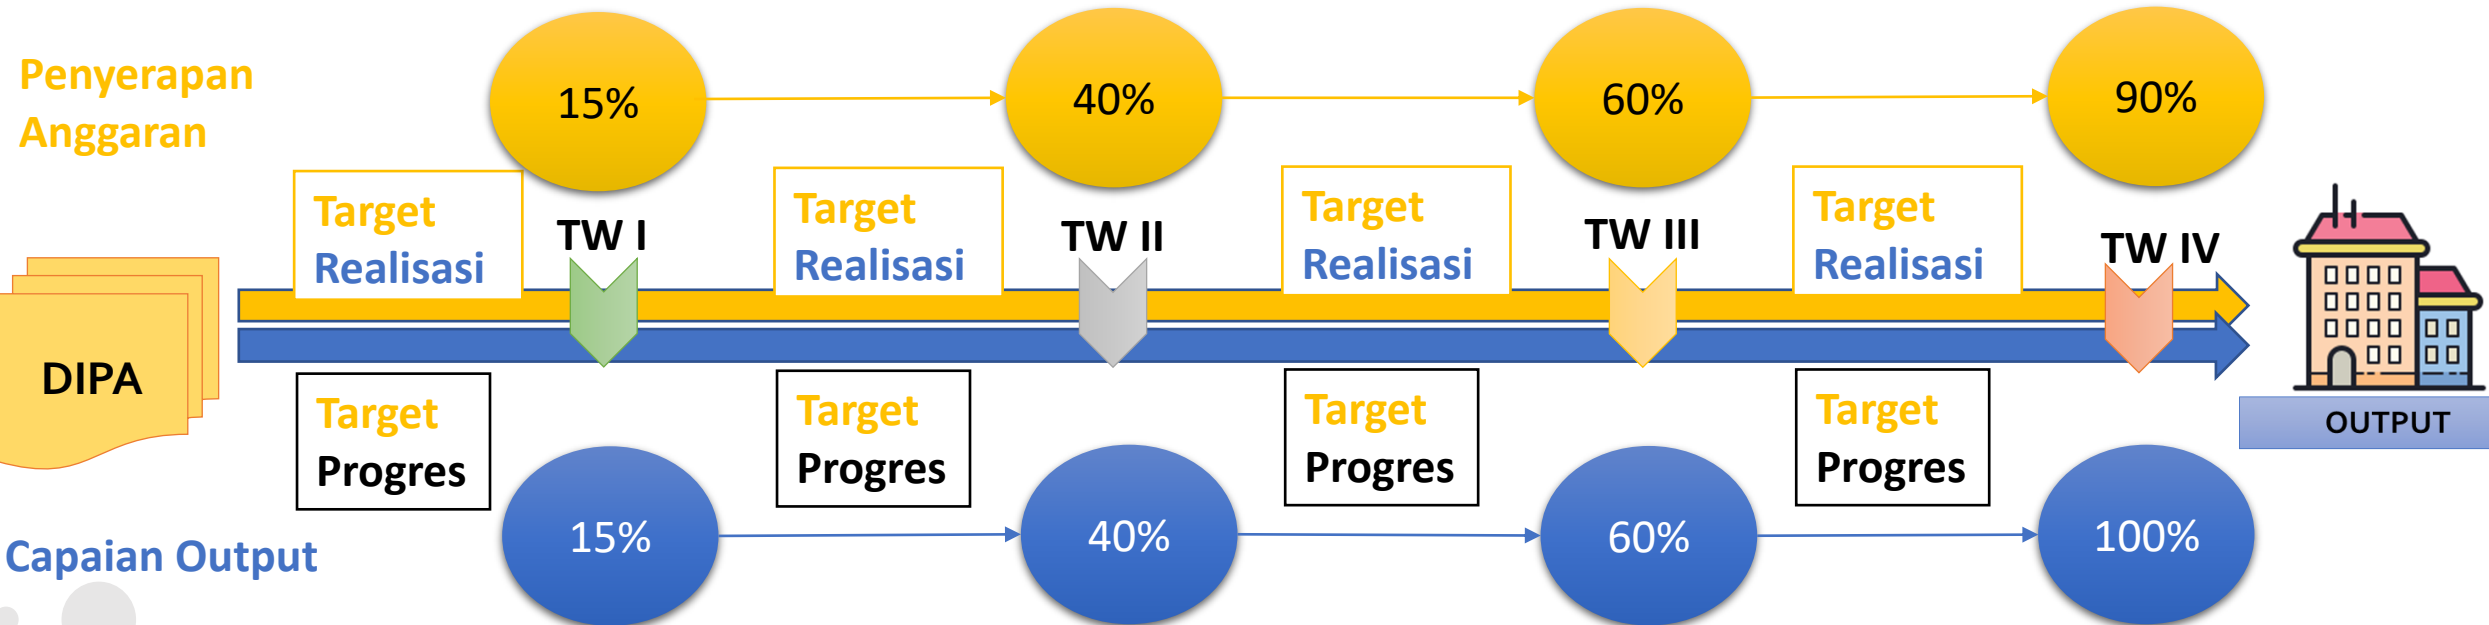 Penyerapan
Anggaran
15%
40%
60%
90%
Target
Realisasi
TW I
Target
Realisasi
TW II
Target
Realisasi
TW III
Target
Realisasi
TW IV
DIPA
OUTPUT
Target
Progres
Target
Progres
Target
Progres
Target
Progres
Capaian Output
15%
40%
60%
100%